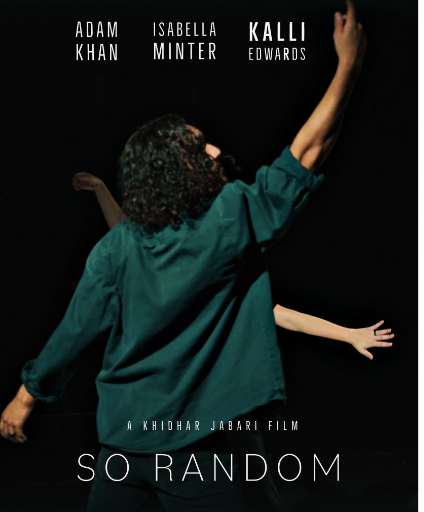 ADAM KHAN
ISABELLA MINTER
KALLI EDWARDS
A KHIDHAR JABARI FILM
SO RANDOM